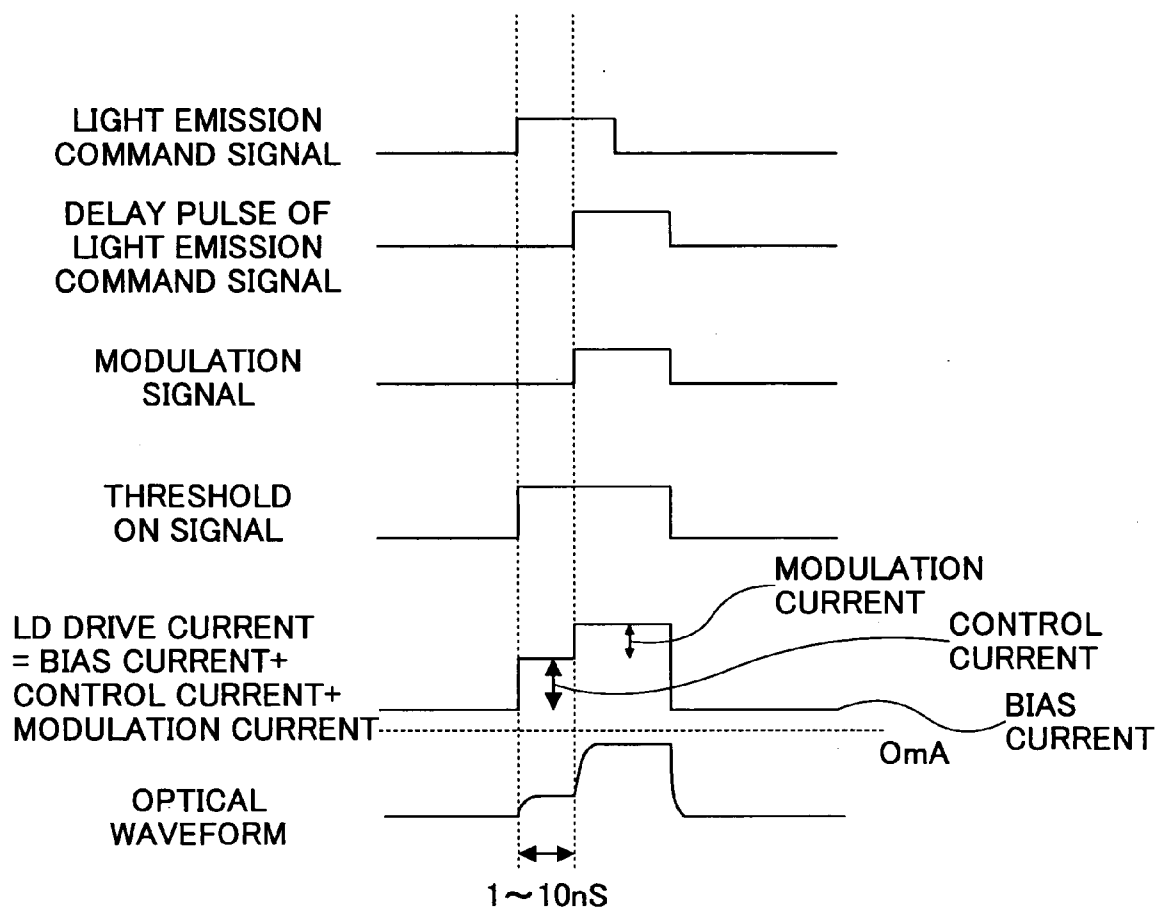 LIGHT EMISSION
COMMAND SIGNAL
DELAY PULSE OF
LIGHT EMISSION
COMMAND SIGNAL
MODULATION
SIGNAL
THRESHOLD
ON SIGNAL
MODULATION
CURRENT
LD DRIVE CURRENT
= BIAS CURRENT+
CONTROL CURRENT+
MODULATION CURRENT
CONTROL
CURRENT
BIAS
CURRENT
OmA
OPTICAL
WAVEFORM
1～10nS